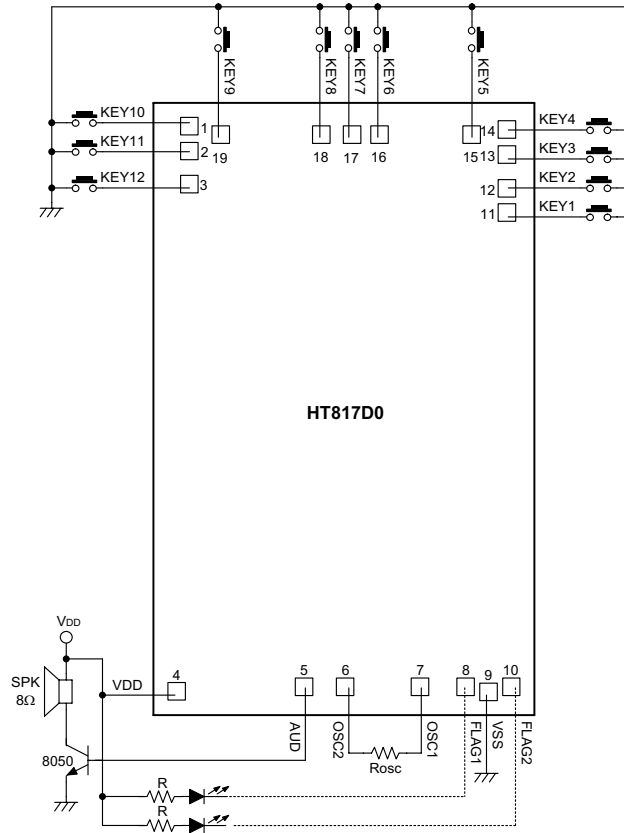 KEY9
KEY8
KEY7
KEY6
KEY5
KEY10
KEY11
KEY12
1
2
3
19
18
17
16
15
14
13
12
11
KEY4
KEY3
KEY2
KEY1
HT817D0
VDD
SPK
8Ω
VDD
4
5
6
7
8
9
10
AUD
OSC2
OSC1
FLAG1
VSS
FLAG2
Rosc
8050
R
R